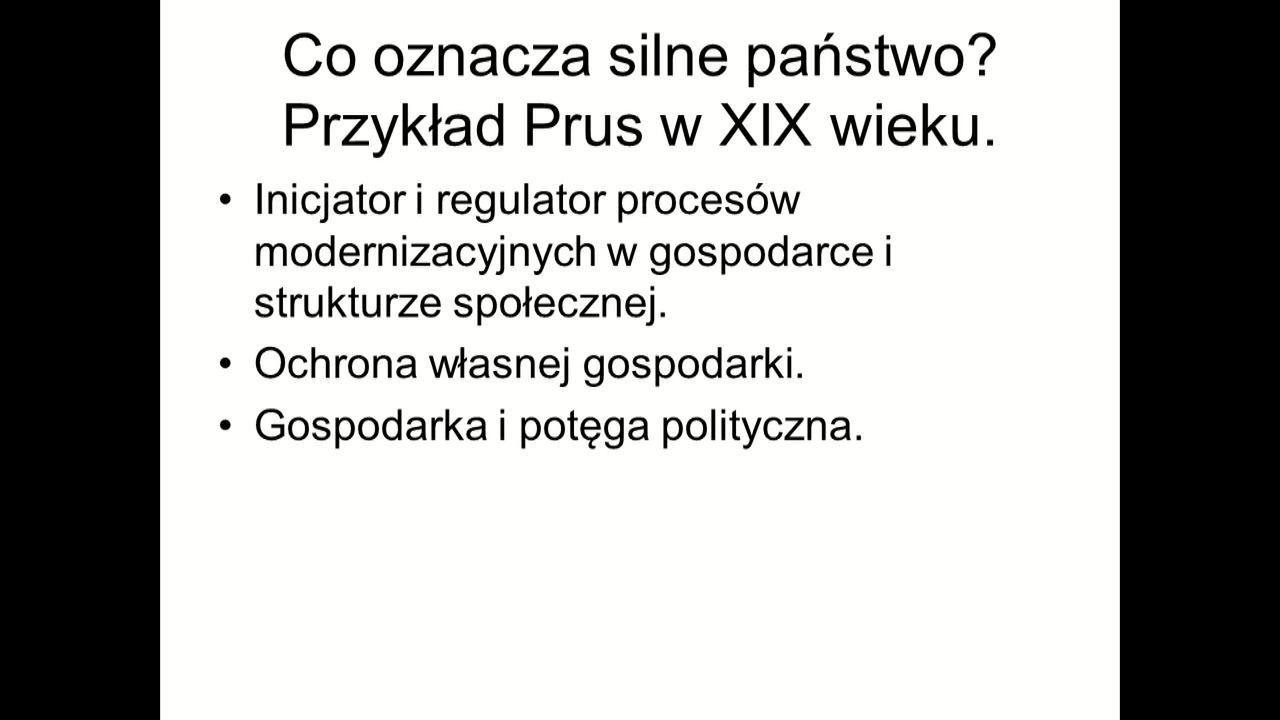 Co oznacza silne państwo?
Przykład Prus w XIX wieku.
• Inicjator i regulator procesów
modernizacyjnych w gospodarce i
strukturze społecznej.
• Ochrona własnej gospodarki.
• Gospodarka i potęga polityczna.